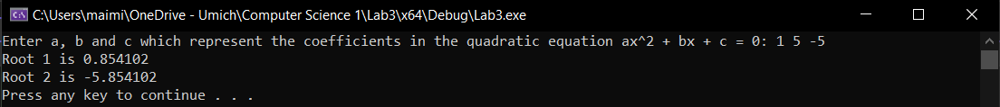 C:\Users\maimi\OneDrive - Umich\Computer Science 1\Lab3\x64\Debug\Lab3.exe
Enter a, b and c which represent the coefficients in the quadratic equation ax^2 + bx + c = 0: 1 5 -5
Root 1 is 0.854102
Root 2 is -5.854102
Press any key to continue . . .